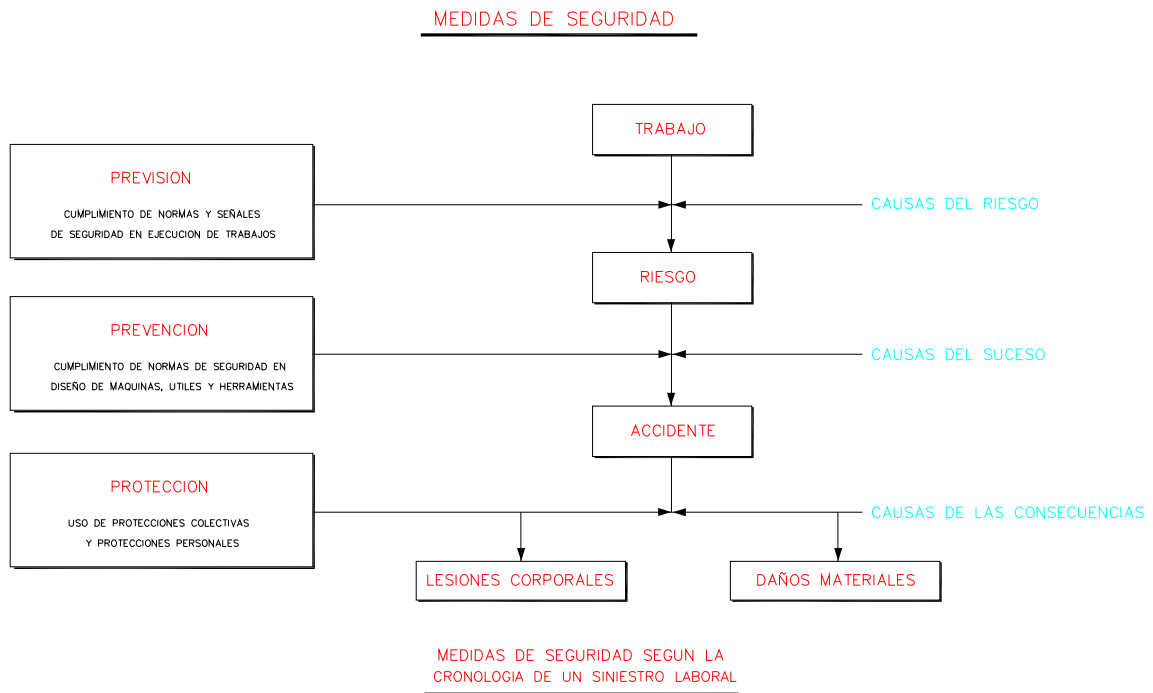 MEDIDAS DE SEGURIDAD
TRABAJO
PREVISION
CUMPLIMIENTO DE NORMAS Y SEÑALES
DE SEGURIDAD EN EJECUCION DE TRABAJOS
CAUSAS DEL RIESGO
RIESGO
PREVENCION
CUMPLIMIENTO DE NORMAS DE SEGURIDAD EN
DISEÑO DE MAQUINAS, UTILES Y HERRAMIENTAS
CAUSAS DEL SUCESO
ACCIDENTE
PROTECCION
USO DE PROTECCIONES COLECTIVAS
Y PROTECCIONES PERSONALES
CAUSAS DE LAS CONSECUENCIAS
LESIONES CORPORALES
DAÑOS MATERIALES
MEDIDAS DE SEGURIDAD SEGUN LA
CRONOLOGIA DE UN SINIESTRO LABORAL